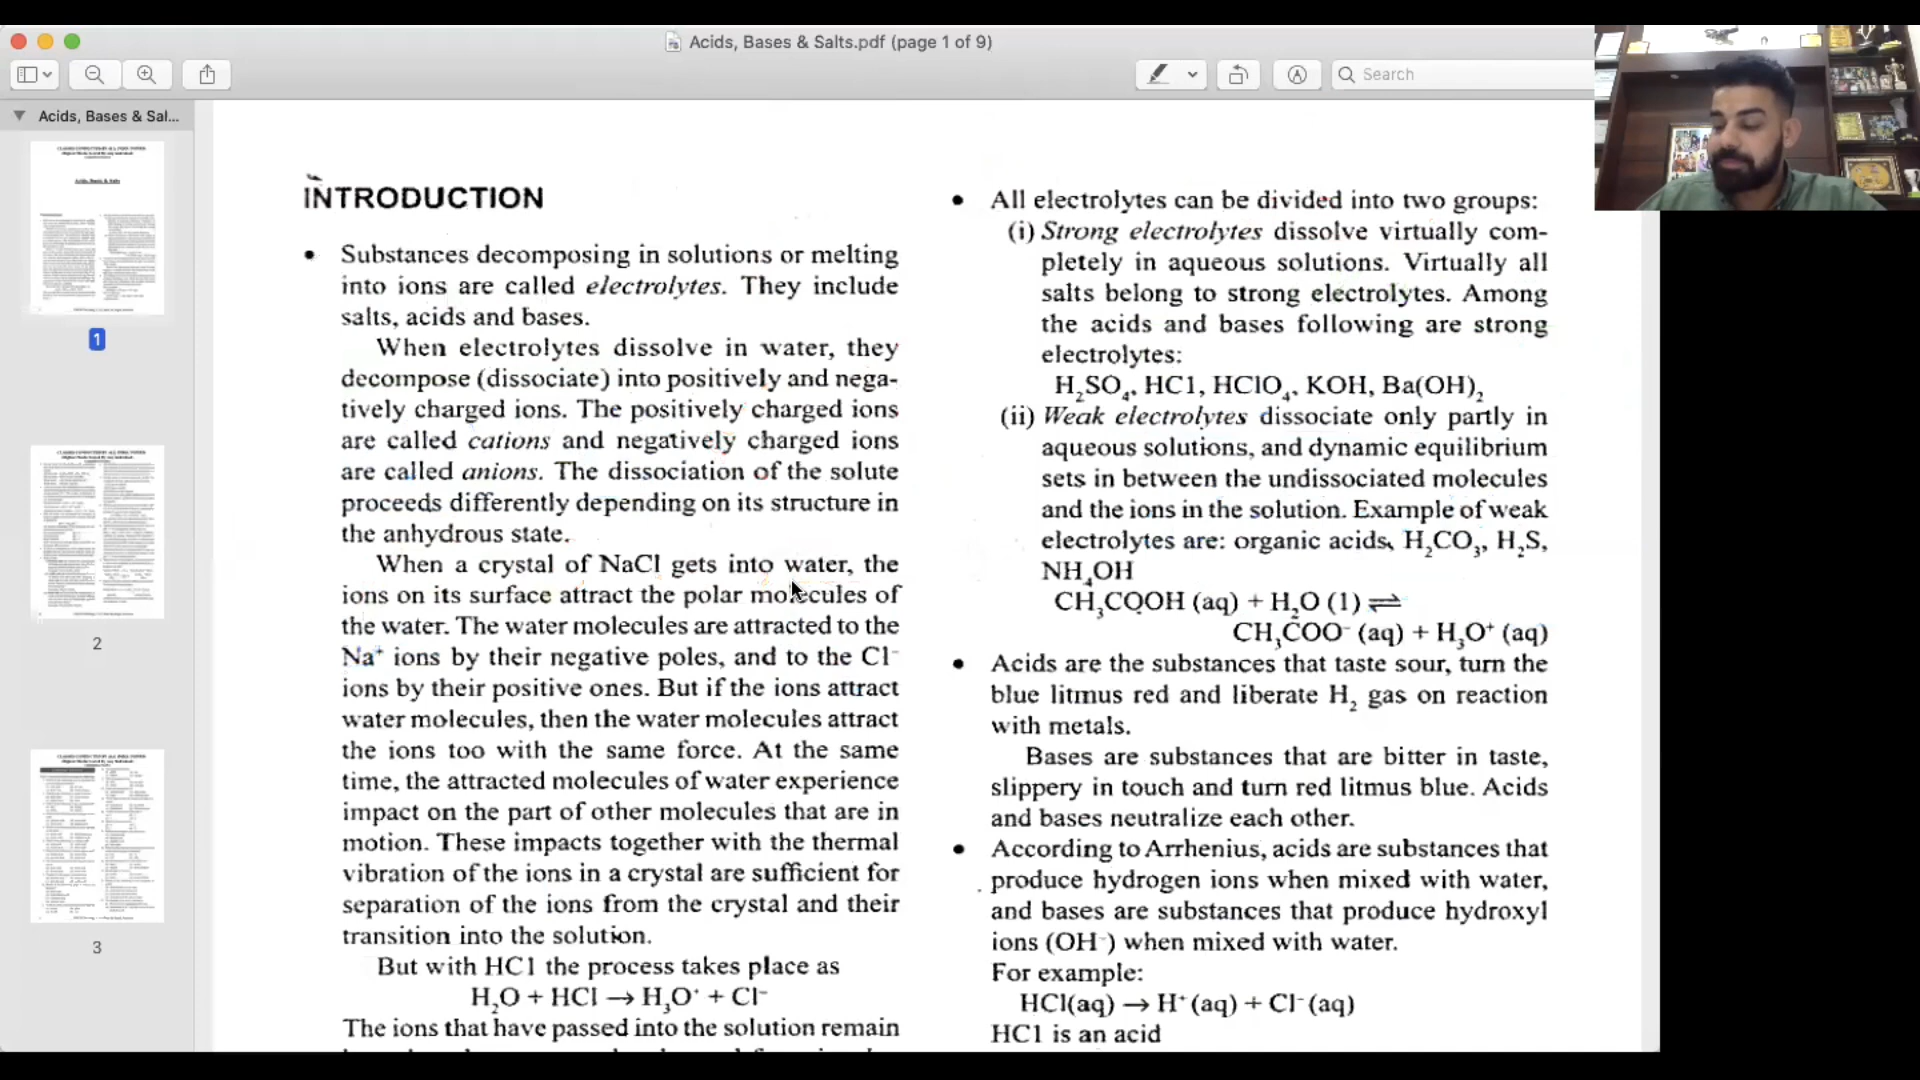 Acids, Bases & Salts.pdf (page 1 of 9)
Search
Acids, Bases & Sal...
1
2
3
INTRODUCTION
• Substances decomposing in solutions or melting
into ions are called electrolytes. They include
salts, acids and bases.
When electrolytes dissolve in water, they
decompose (dissociate) into positively and nega-
tively charged ions. The positively charged ions
are called cations and negatively charged ions
are called anions. The dissociation of the solute
proceeds differently depending on its structure in
the anhydrous state.
When a crystal of NaCl gets into water, the
ions on its surface attract the polar molecules of
the water. The water molecules are attracted to the
Na⁺ ions by their negative poles, and to the Cl⁻
ions by their positive ones. But if the ions attract
water molecules, then the water molecules attract
the ions too with the same force. At the same
time, the attracted molecules of water experience
impact on the part of other molecules that are in
motion. These impacts together with the thermal
vibration of the ions in a crystal are sufficient for
separation of the ions from the crystal and their
transition into the solution.
But with HC1 the process takes place as
H₂O + HCl → H₃O⁺ + Cl⁻
The ions that have passed into the solution remain
• All electrolytes can be divided into two groups:
(i) Strong electrolytes dissolve virtually com-
pletely in aqueous solutions. Virtually all
salts belong to strong electrolytes. Among
the acids and bases following are strong
electrolytes:
H₂SO₄, HC1, HClO₄, KOH, Ba(OH)₂
(ii) Weak electrolytes dissociate only partly in
aqueous solutions, and dynamic equilibrium
sets in between the undissociated molecules
and the ions in the solution. Example of weak
electrolytes are: organic acids, H₂CO₃, H₂S,
NH₄OH
CH₃COOH (aq) + H₂O (1) ⇌
CH₃COO⁻ (aq) + H₃O⁺ (aq)
• Acids are the substances that taste sour, turn the
blue litmus red and liberate H₂ gas on reaction
with metals.
Bases are substances that are bitter in taste,
slippery in touch and turn red litmus blue. Acids
and bases neutralize each other.
• According to Arrhenius, acids are substances that
produce hydrogen ions when mixed with water,
and bases are substances that produce hydroxyl
ions (OH⁻) when mixed with water.
For example:
HCl(aq) → H⁺ (aq) + Cl⁻ (aq)
HC1 is an acid